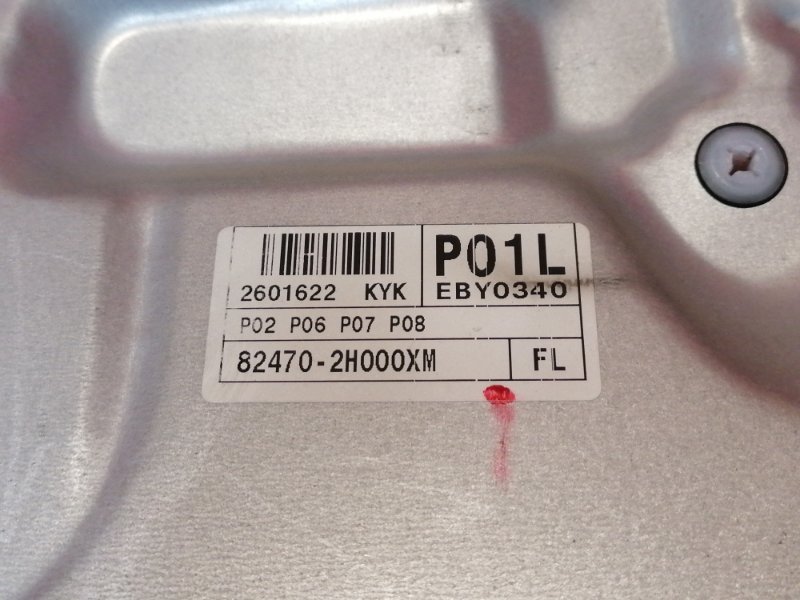 P01L
2601622 KYK
EBY0340
P02 P06 P07 P08
82470-2H000XM
FL